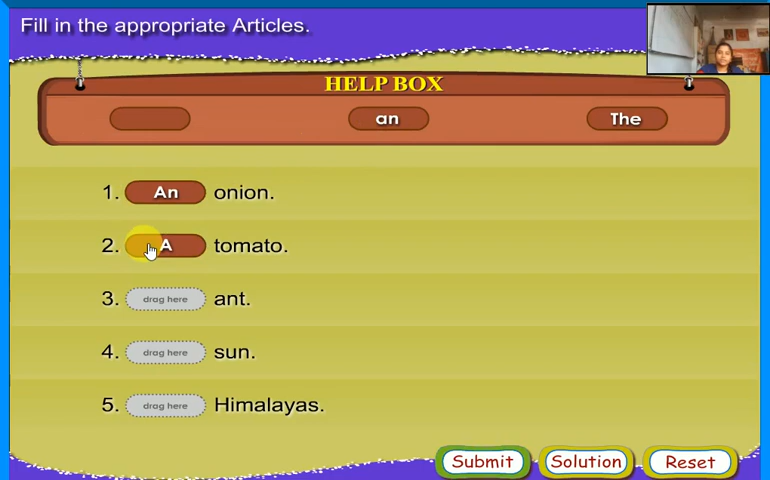 Fill in the appropriate Articles.
HELP BOX
an The
1. An onion.
2. A tomato.
3. drag here ant.
4. drag here sun.
5. drag here Himalayas.
Submit Solution Reset